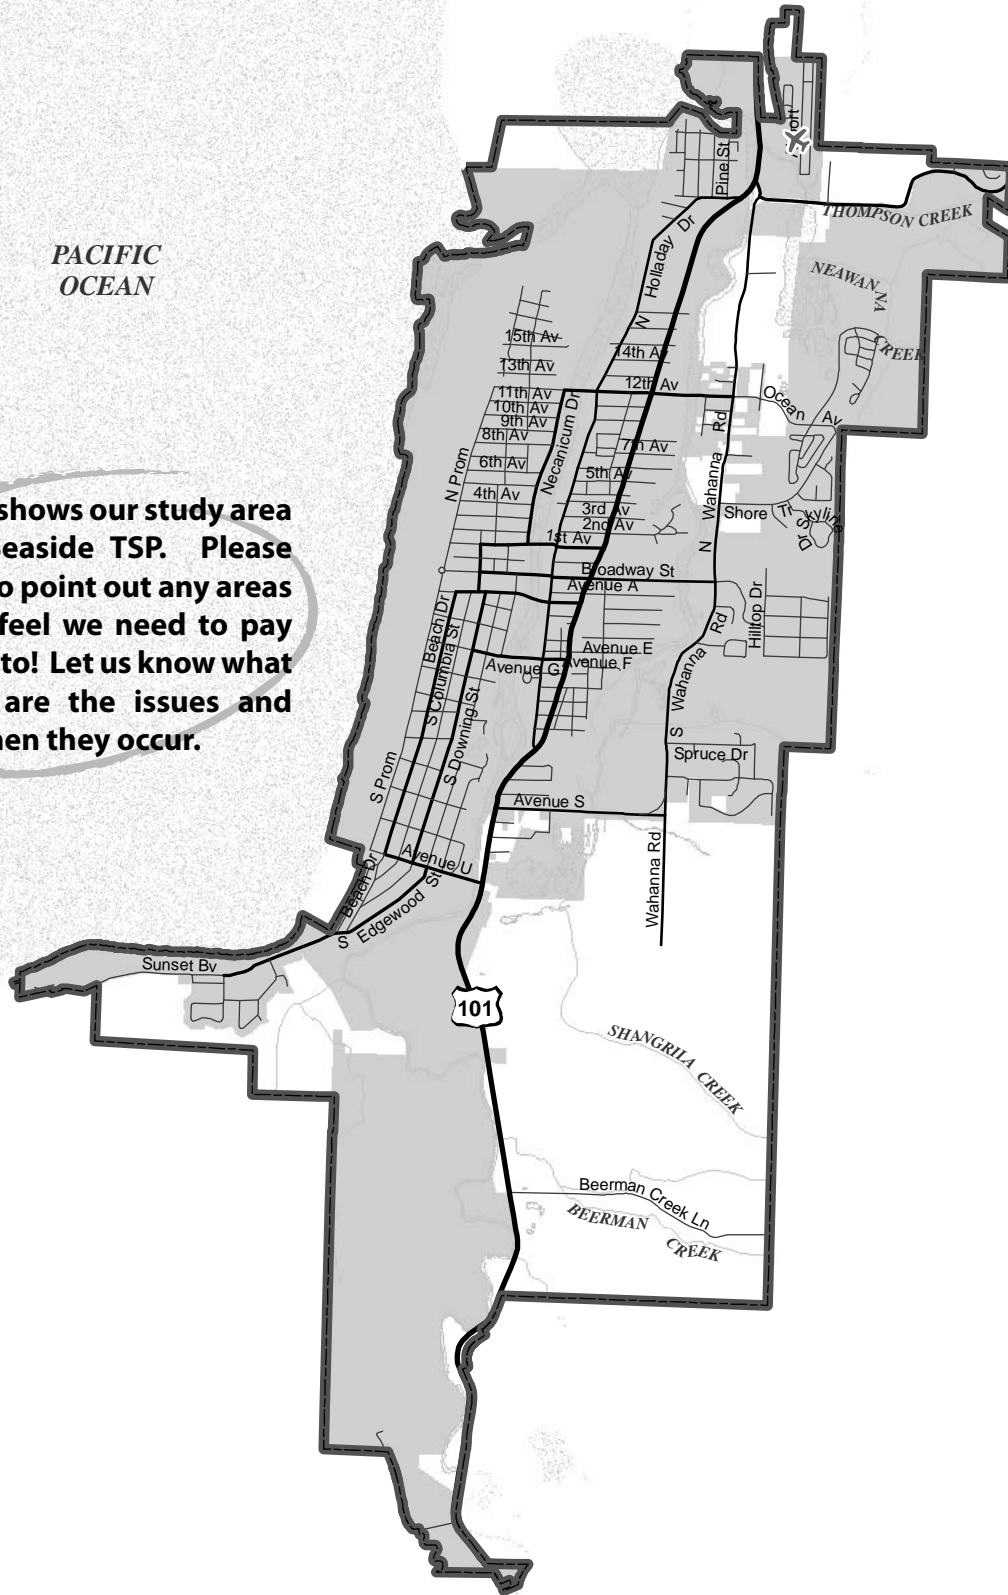 Pine St
THOMPSON CREEK
PACIFIC
OCEAN
NEAWANNA
CREEK
N Holladay Dr
15th Av
14th Av
13th Av
12th Av
11th Av
10th Av
9th Av
8th Av
7th Av
6th Av
5th Av
4th Av
3rd Av
2nd Av
1st Av
Ocean Av
Necanicum Dr
N Prom
N Wahanna Rd
Shore Tr
Skyline Dr
shows our study area
Seaside TSP. Please
to point out any areas
feel we need to pay
to! Let us know what
are the issues and
hen they occur.
Broadway St
Avenue A
Beach Dr
S Columbia St
Avenue E
Avenue F
Avenue G
Hilltop Dr
S Wahanna Rd
S Downing St
S Prom
Spruce Dr
Avenue S
Avenue U
Wahanna Rd
Beach Dr
S Edgewood St
Sunset Bv
101
SHANGRILA CREEK
Beerman Creek Ln
BEERMAN
CREEK